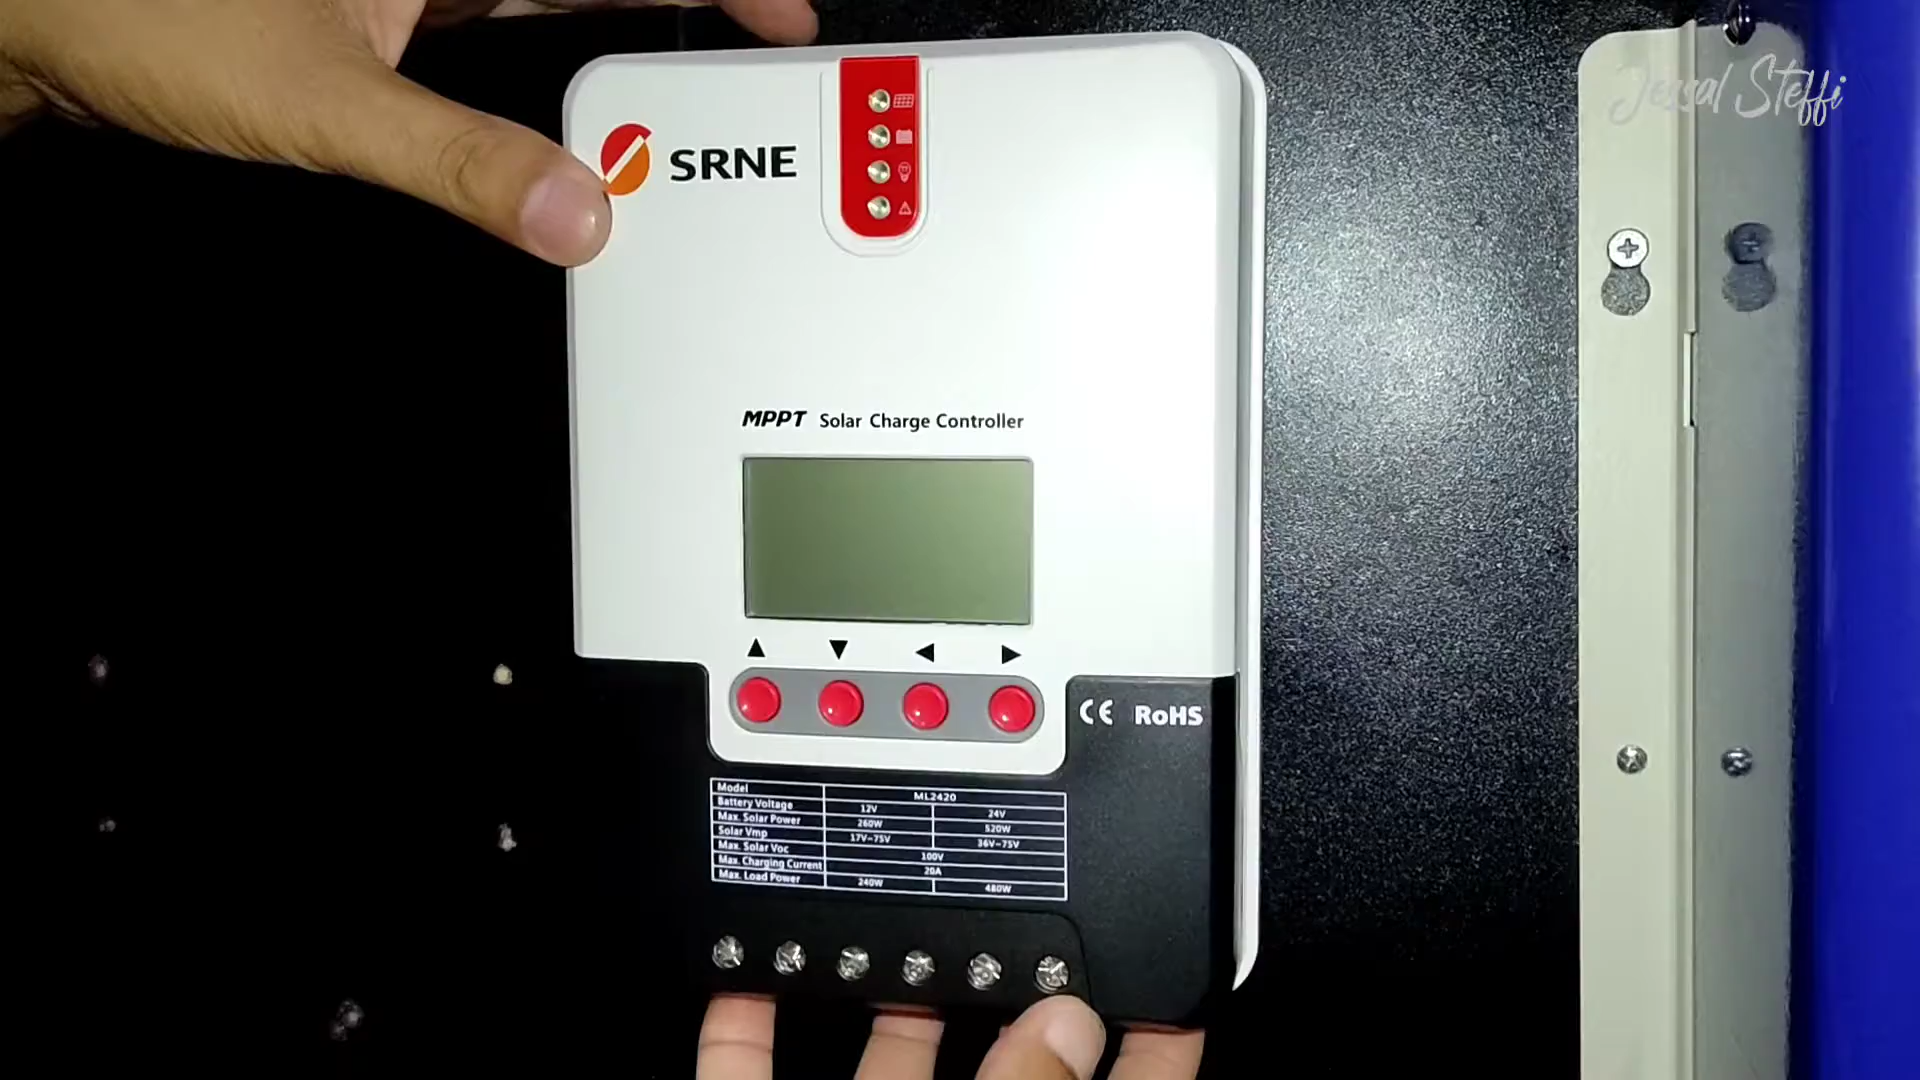 Jessal Steffi
SRNE
MPPT Solar Charge Controller
CE RoHS
Model ML2420
Battery Voltage 12V 24V
Max. Solar Power 260W 520W
Solar Vmp 17V~75V 36V~75V
Max. Solar Voc 100V
Max. Charging Current 20A
Max. Load Power 240W 480W